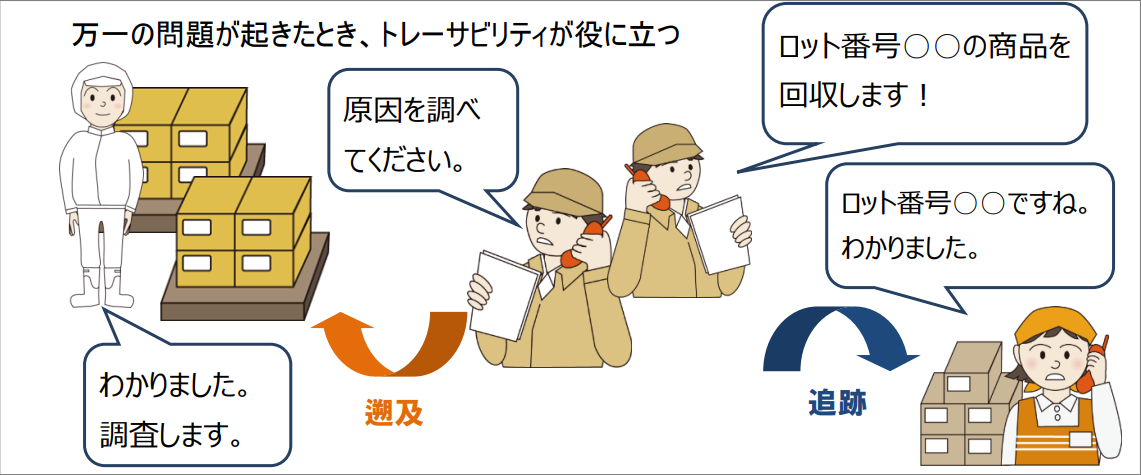 万一の問題が起きたとき、トレーサビリティが役に立つ
原因を調べ
てください。
ロット番号○○の商品を
回収します！
ロット番号○○ですね。
わかりました。
わかりました。
調査します。
遡及
追跡